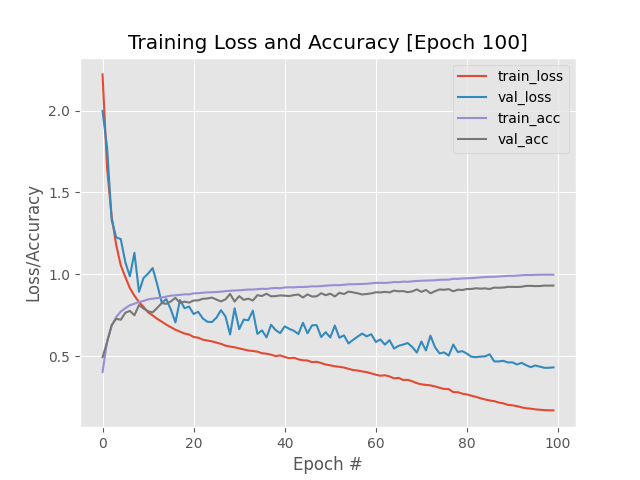 Training Loss and Accuracy [Epoch 100]
train_loss
val_loss
train_acc
val_acc
2.0
1.5
1.0
0.5
Loss/Accuracy
0 20 40 60 80 100
Epoch #